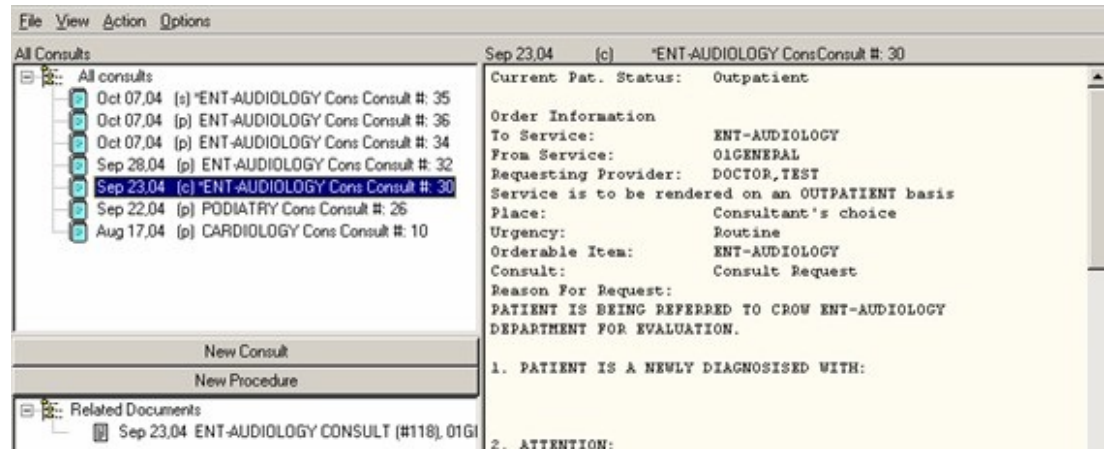 File View Action Options
All Consults
All consults
Oct 07,04 (s) *ENT-AUDIOLOGY Cons Consult #: 35
Oct 07,04 (p) ENT-AUDIOLOGY Cons Consult #: 36
Oct 07,04 (p) ENT-AUDIOLOGY Cons Consult #: 34
Sep 28,04 (p) ENT-AUDIOLOGY Cons Consult #: 32
Sep 23,04 (c) *ENT-AUDIOLOGY Cons Consult #: 30
Sep 22,04 (p) PODIATRY Cons Consult #: 26
Aug 17,04 (p) CARDIOLOGY Cons Consult #: 10
New Consult
New Procedure
Related Documents
Sep 23,04 ENT-AUDIOLOGY CONSULT (#118), 01GI
Sep 23,04 (c) *ENT-AUDIOLOGY Cons Consult #: 30
Current Pat. Status: Outpatient
Order Information
To Service: ENT-AUDIOLOGY
From Service: 01GENERAL
Requesting Provider: DOCTOR,TEST
Service is to be rendered on an OUTPATIENT basis
Place: Consultant's choice
Urgency: Routine
Orderable Item: ENT-AUDIOLOGY
Consult: Consult Request
Reason For Request:
PATIENT IS BEING REFERRED TO CROW ENT-AUDIOLOGY
DEPARTMENT FOR EVALUATION.
1. PATIENT IS A NEWLY DIAGNOSISED WITH:
2. ATTENTION: